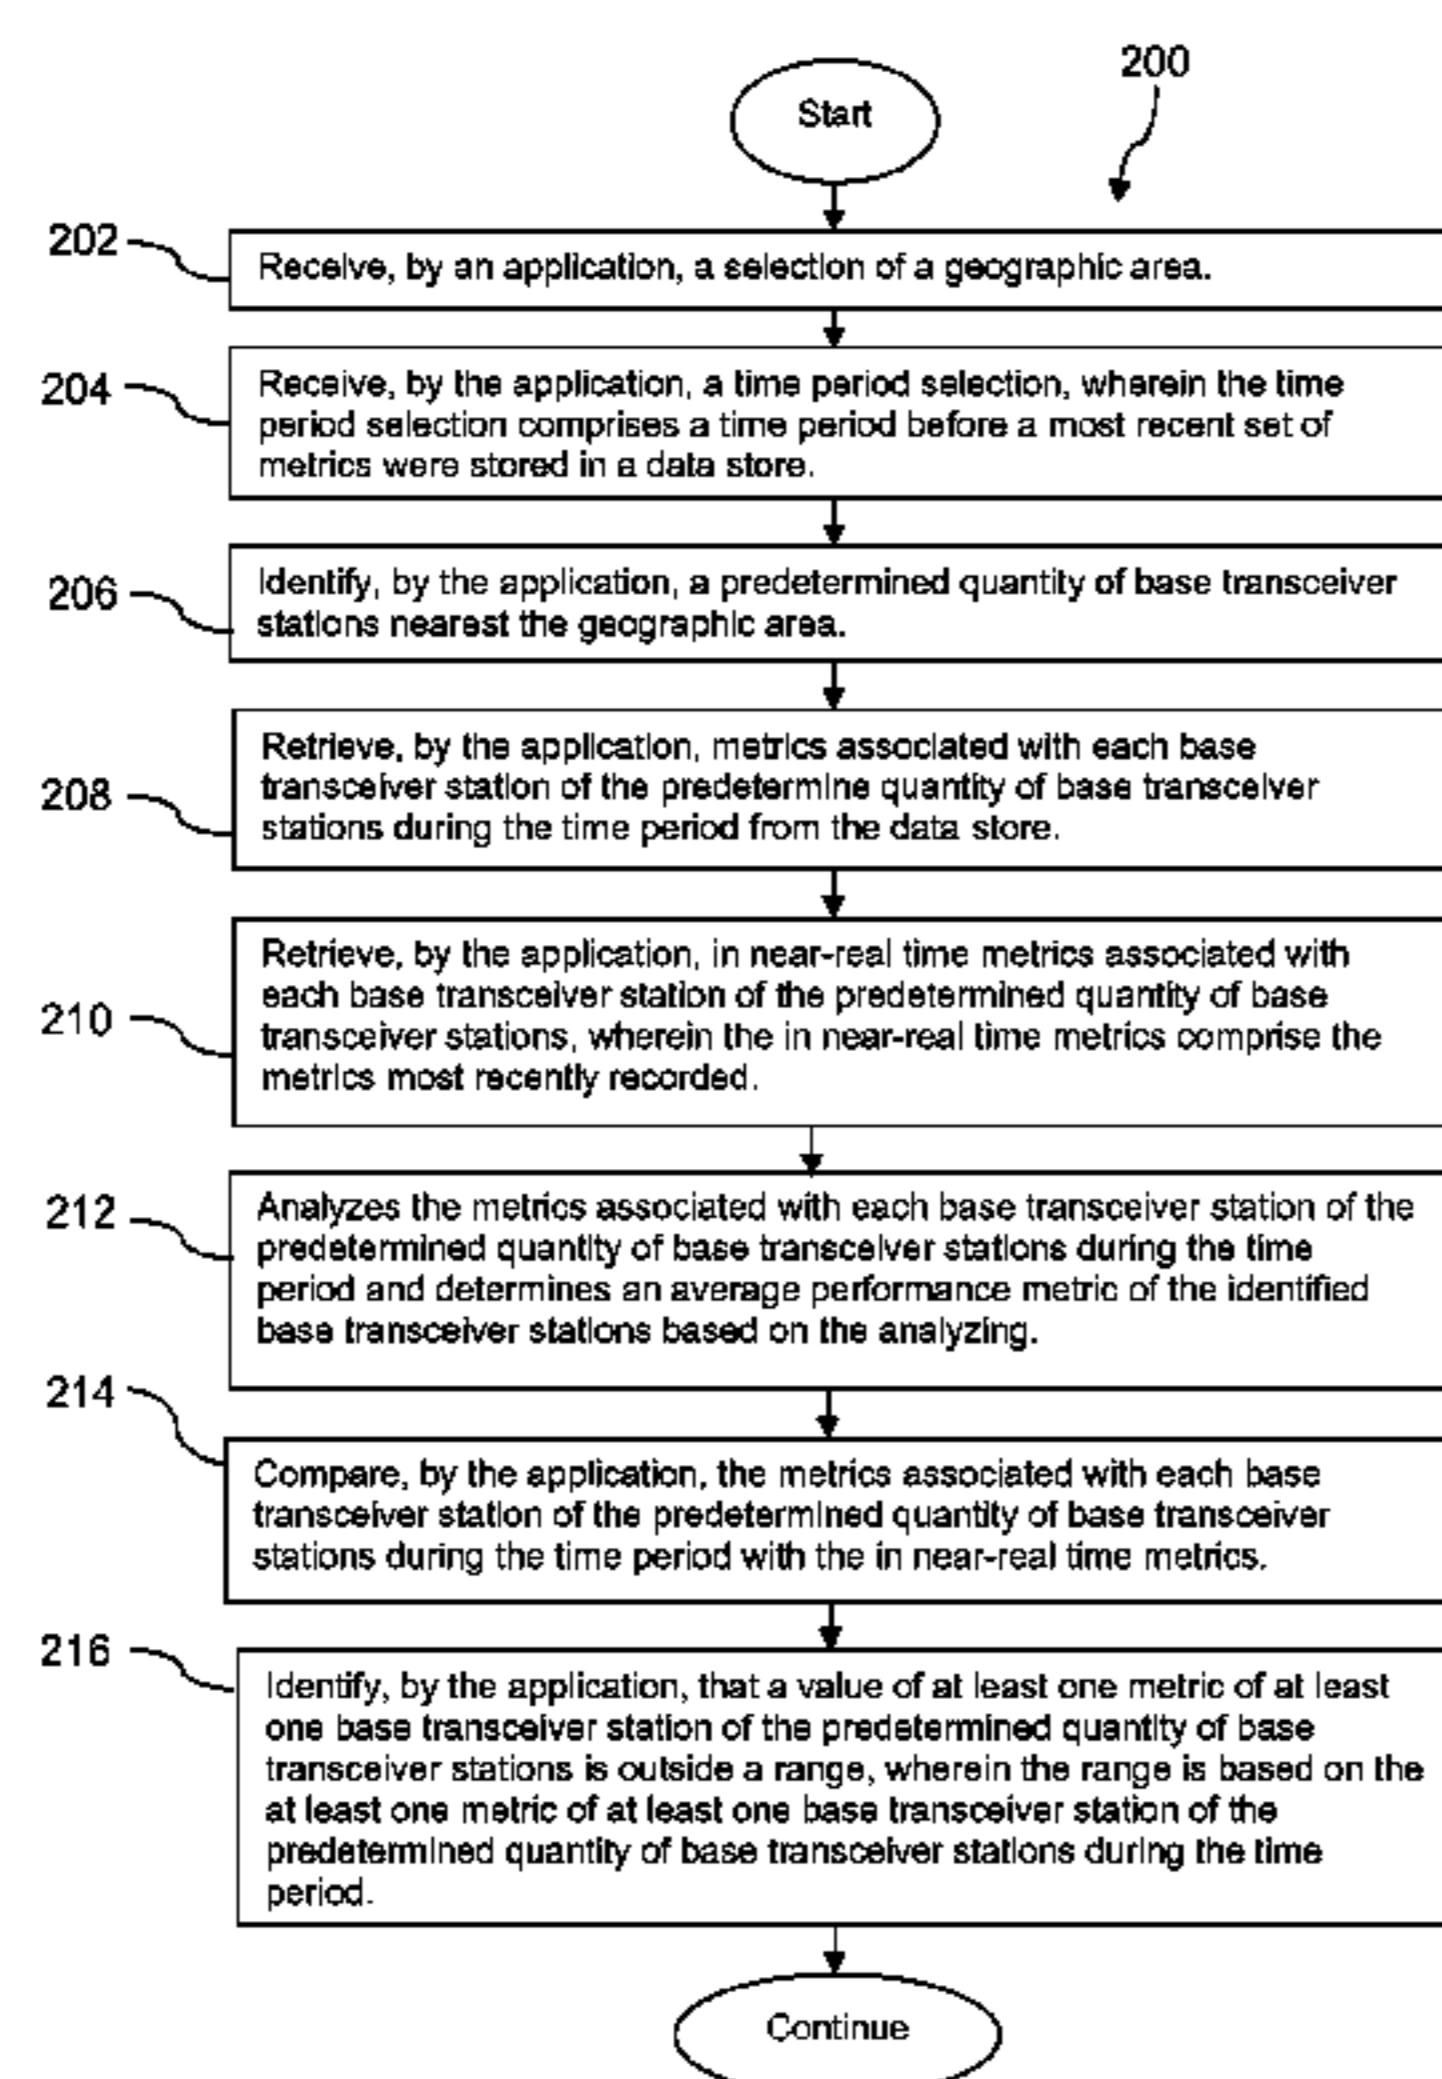 200
Start
202
Receive, by an application, a selection of a geographic area.
204
Receive, by the application, a time period selection, wherein the time
period selection comprises a time period before a most recent set of
metrics were stored in a data store.
206
Identify, by the application, a predetermined quantity of base transceiver
stations nearest the geographic area.
208
Retrieve, by the application, metrics associated with each base
transceiver station of the predetermine quantity of base transceiver
stations during the time period from the data store.
210
Retrieve, by the application, in near-real time metrics associated with
each base transceiver station of the predetermined quantity of base
transceiver stations, wherein the in near-real time metrics comprise the
metrics most recently recorded.
212
Analyzes the metrics associated with each base transceiver station of the
predetermined quantity of base transceiver stations during the time
period and determines an average performance metric of the identified
base transceiver stations based on the analyzing.
214
Compare, by the application, the metrics associated with each base
transceiver station of the predetermined quantity of base transceiver
stations during the time period with the in near-real time metrics.
216
Identify, by the application, that a value of at least one metric of at least
one base transceiver station of the predetermined quantity of base
transceiver stations is outside a range, wherein the range is based on the
at least one metric of at least one base transceiver station of the
predetermined quantity of base transceiver stations during the time
period.
Continue